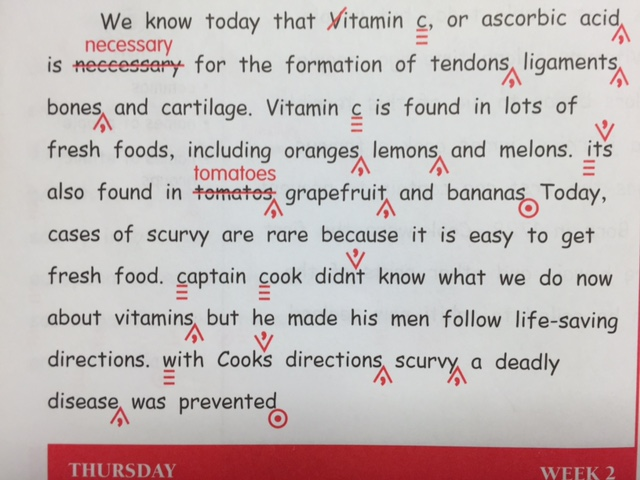 We know today that Vitamin c, or ascorbic acid,
necessary
is neccessary for the formation of tendons, ligaments,
bones, and cartilage. Vitamin c is found in lots of
fresh foods, including oranges, lemons, and melons. it's
tomatoes
also found in tomatos, grapefruit, and bananas. Today,
cases of scurvy are rare because it is easy to get
fresh food. captain cook didn't know what we do now
about vitamins, but he made his men follow life-saving
directions. with Cook's directions, scurvy, a deadly
disease, was prevented.
THURSDAY WEEK 2